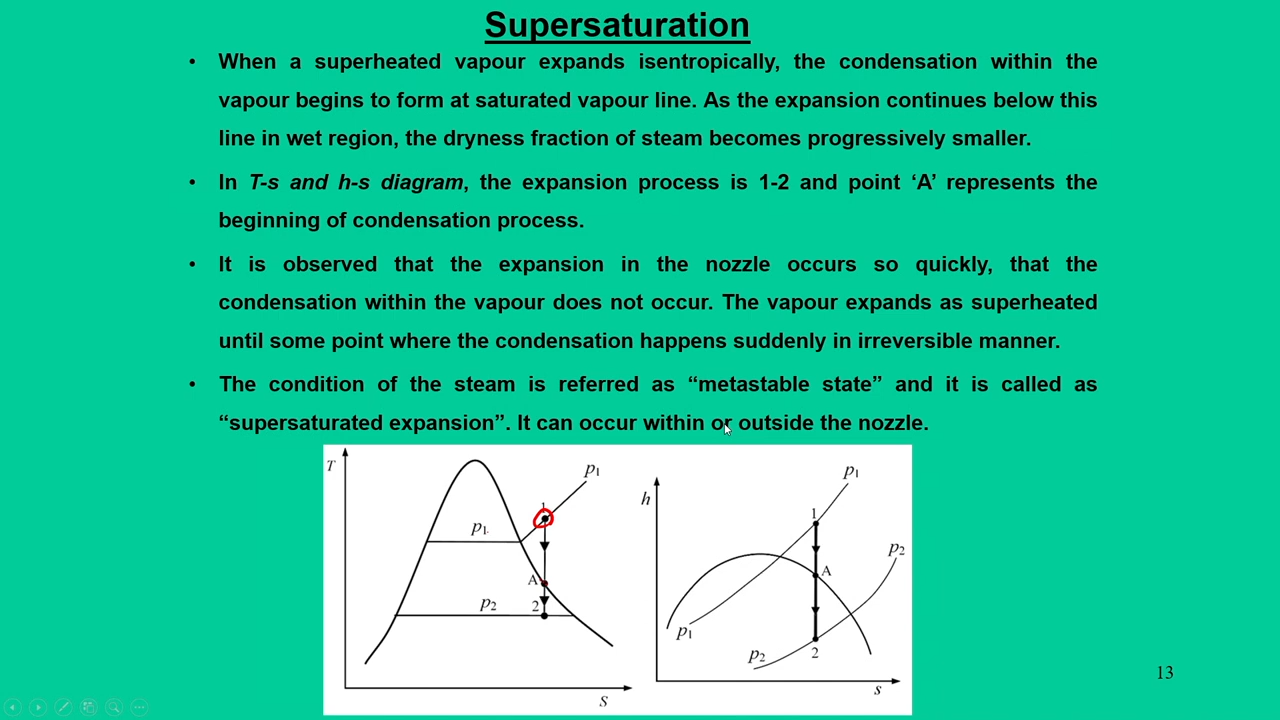 Supersaturation
• When a superheated vapour expands isentropically, the condensation within the
vapour begins to form at saturated vapour line. As the expansion continues below this
line in wet region, the dryness fraction of steam becomes progressively smaller.
• In T-s and h-s diagram, the expansion process is 1-2 and point ‘A’ represents the
beginning of condensation process.
• It is observed that the expansion in the nozzle occurs so quickly, that the
condensation within the vapour does not occur. The vapour expands as superheated
until some point where the condensation happens suddenly in irreversible manner.
• The condition of the steam is referred as “metastable state” and it is called as
“supersaturated expansion”. It can occur within or outside the nozzle.
T
p1
1
p1
A
p2
2
S
h
p1
1
p2
A
p1
p2
2
s
13